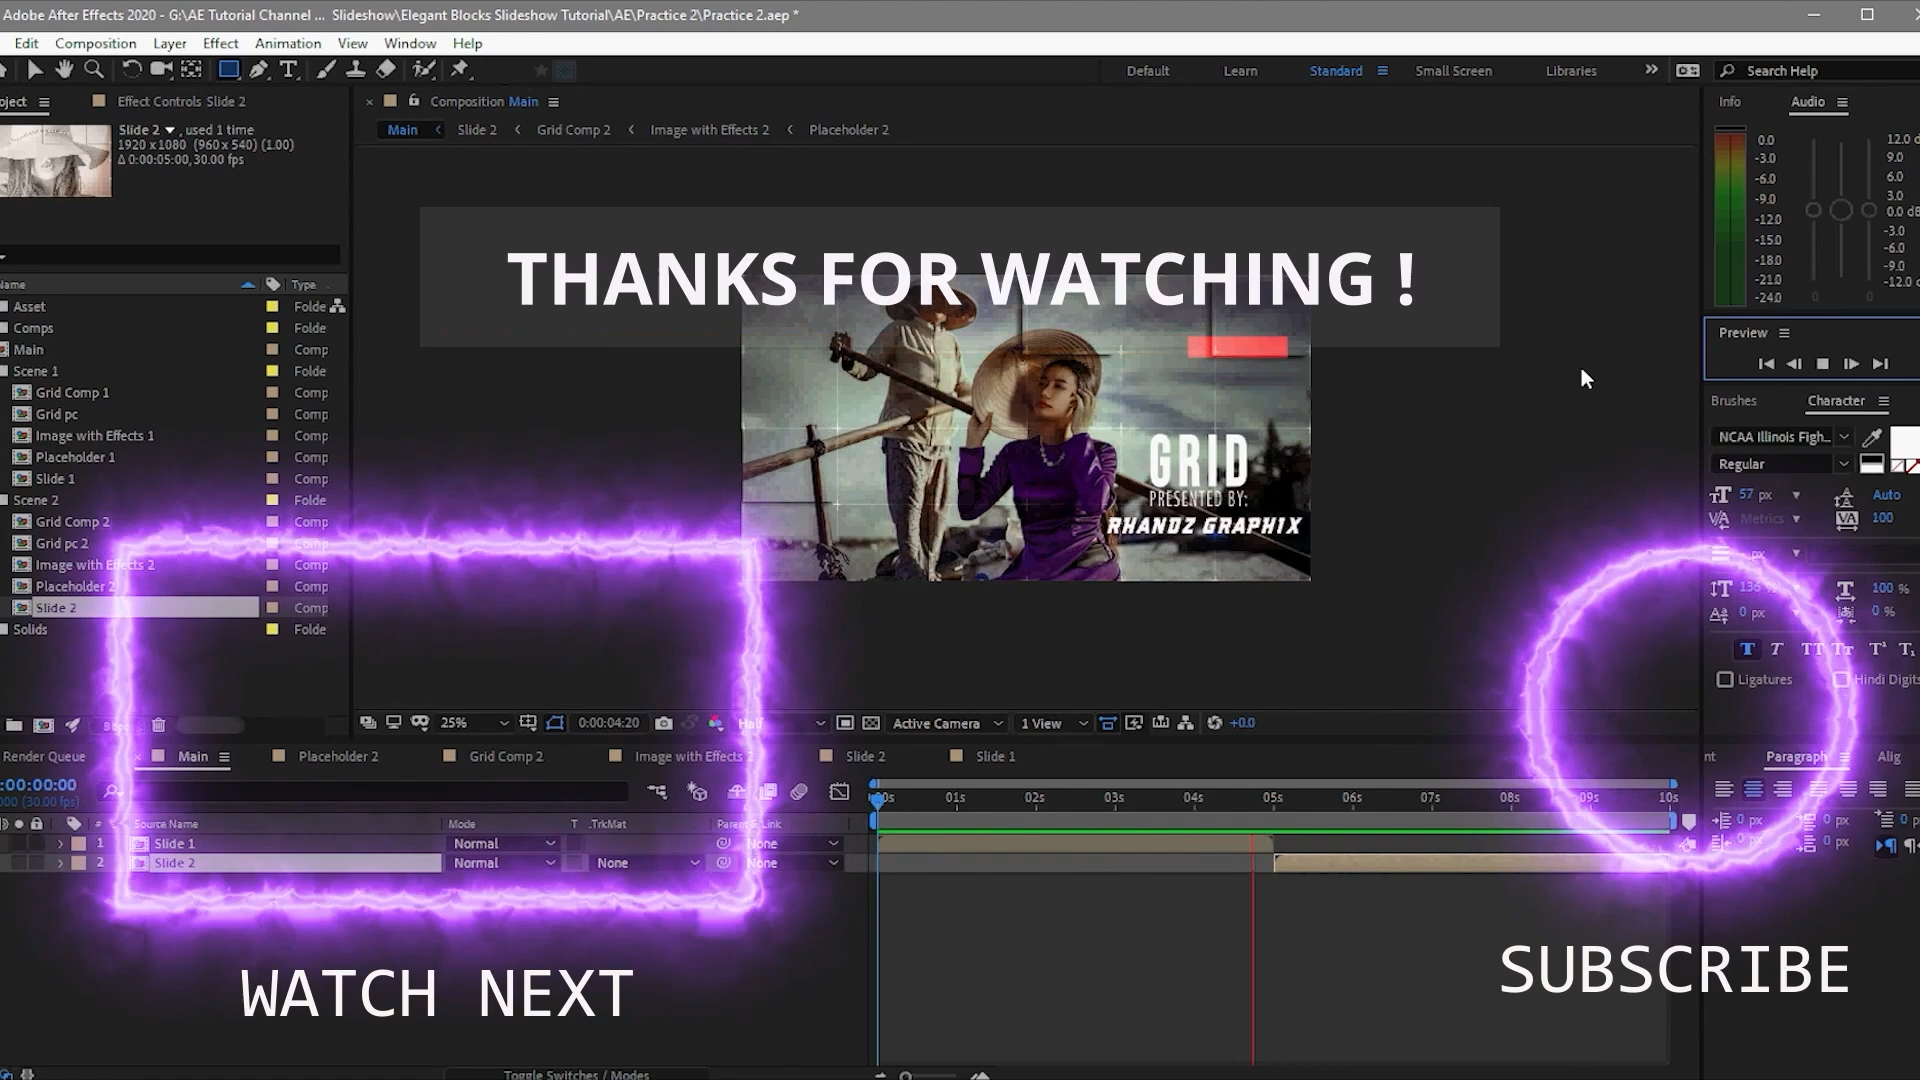 Adobe After Effects 2020 - G:\AE Tutorial Channel ... Slideshow\Elegant Blocks Slideshow Tutorial\AE\Practice 2\Practice 2.aep *
Edit Composition Layer Effect Animation View Window Help
Default Learn Standard Small Screen Libraries Search Help
Effect Controls Slide 2
Composition Main
Info Audio
Slide 2 , used 1 time
1920 x 1080 (960 x 540) (1.00)
Δ 0:00:05:00, 30.00 fps
Main Slide 2 Grid Comp 2 Image with Effects 2 Placeholder 2
0.0
-3.0
-6.0
-9.0
-12.0
-15.0
-18.0
-21.0
-24.0
9.0
6.0
3.0
-3.0
-6.0
-9.0
THANKS FOR WATCHING !
Type
Asset Folde
Comps Folde
Main Comp
Scene 1 Folde
Grid Comp 1 Comp
Grid pc Comp
Image with Effects 1 Comp
Placeholder 1 Comp
Slide 1 Comp
Scene 2 Folde
Grid Comp 2 Comp
Grid pc 2 Comp
Image with Effects 2 Comp
Placeholder 2 Comp
Slide 2 Comp
Solids Folde
GRID
PRESENTED BY:
RHANDZ GRAPHIX
Preview
Brushes Character
NCAA Illinois Figh...
Regular
57 px Auto
Metrics 100
px
136 % 100 %
0 px 0 %
Ligatures Hindi Digits
25% 0:00:04:20 Half Active Camera 1 View +0.0
Render Queue Main Placeholder 2 Grid Comp 2 Image with Effects 2 Slide 2 Slide 1
Paragraph Alig
:00:00:00
(30.00 fps)
01s 02s 03s 04s 05s 06s 07s 08s 09s 10s
# Source Name Mode T .TrkMat Parent & Link
1 Slide 1 Normal None
2 Slide 2 Normal None None
0 px 0 px
0 px 0 px
WATCH NEXT
SUBSCRIBE
Toggle Switches / Modes